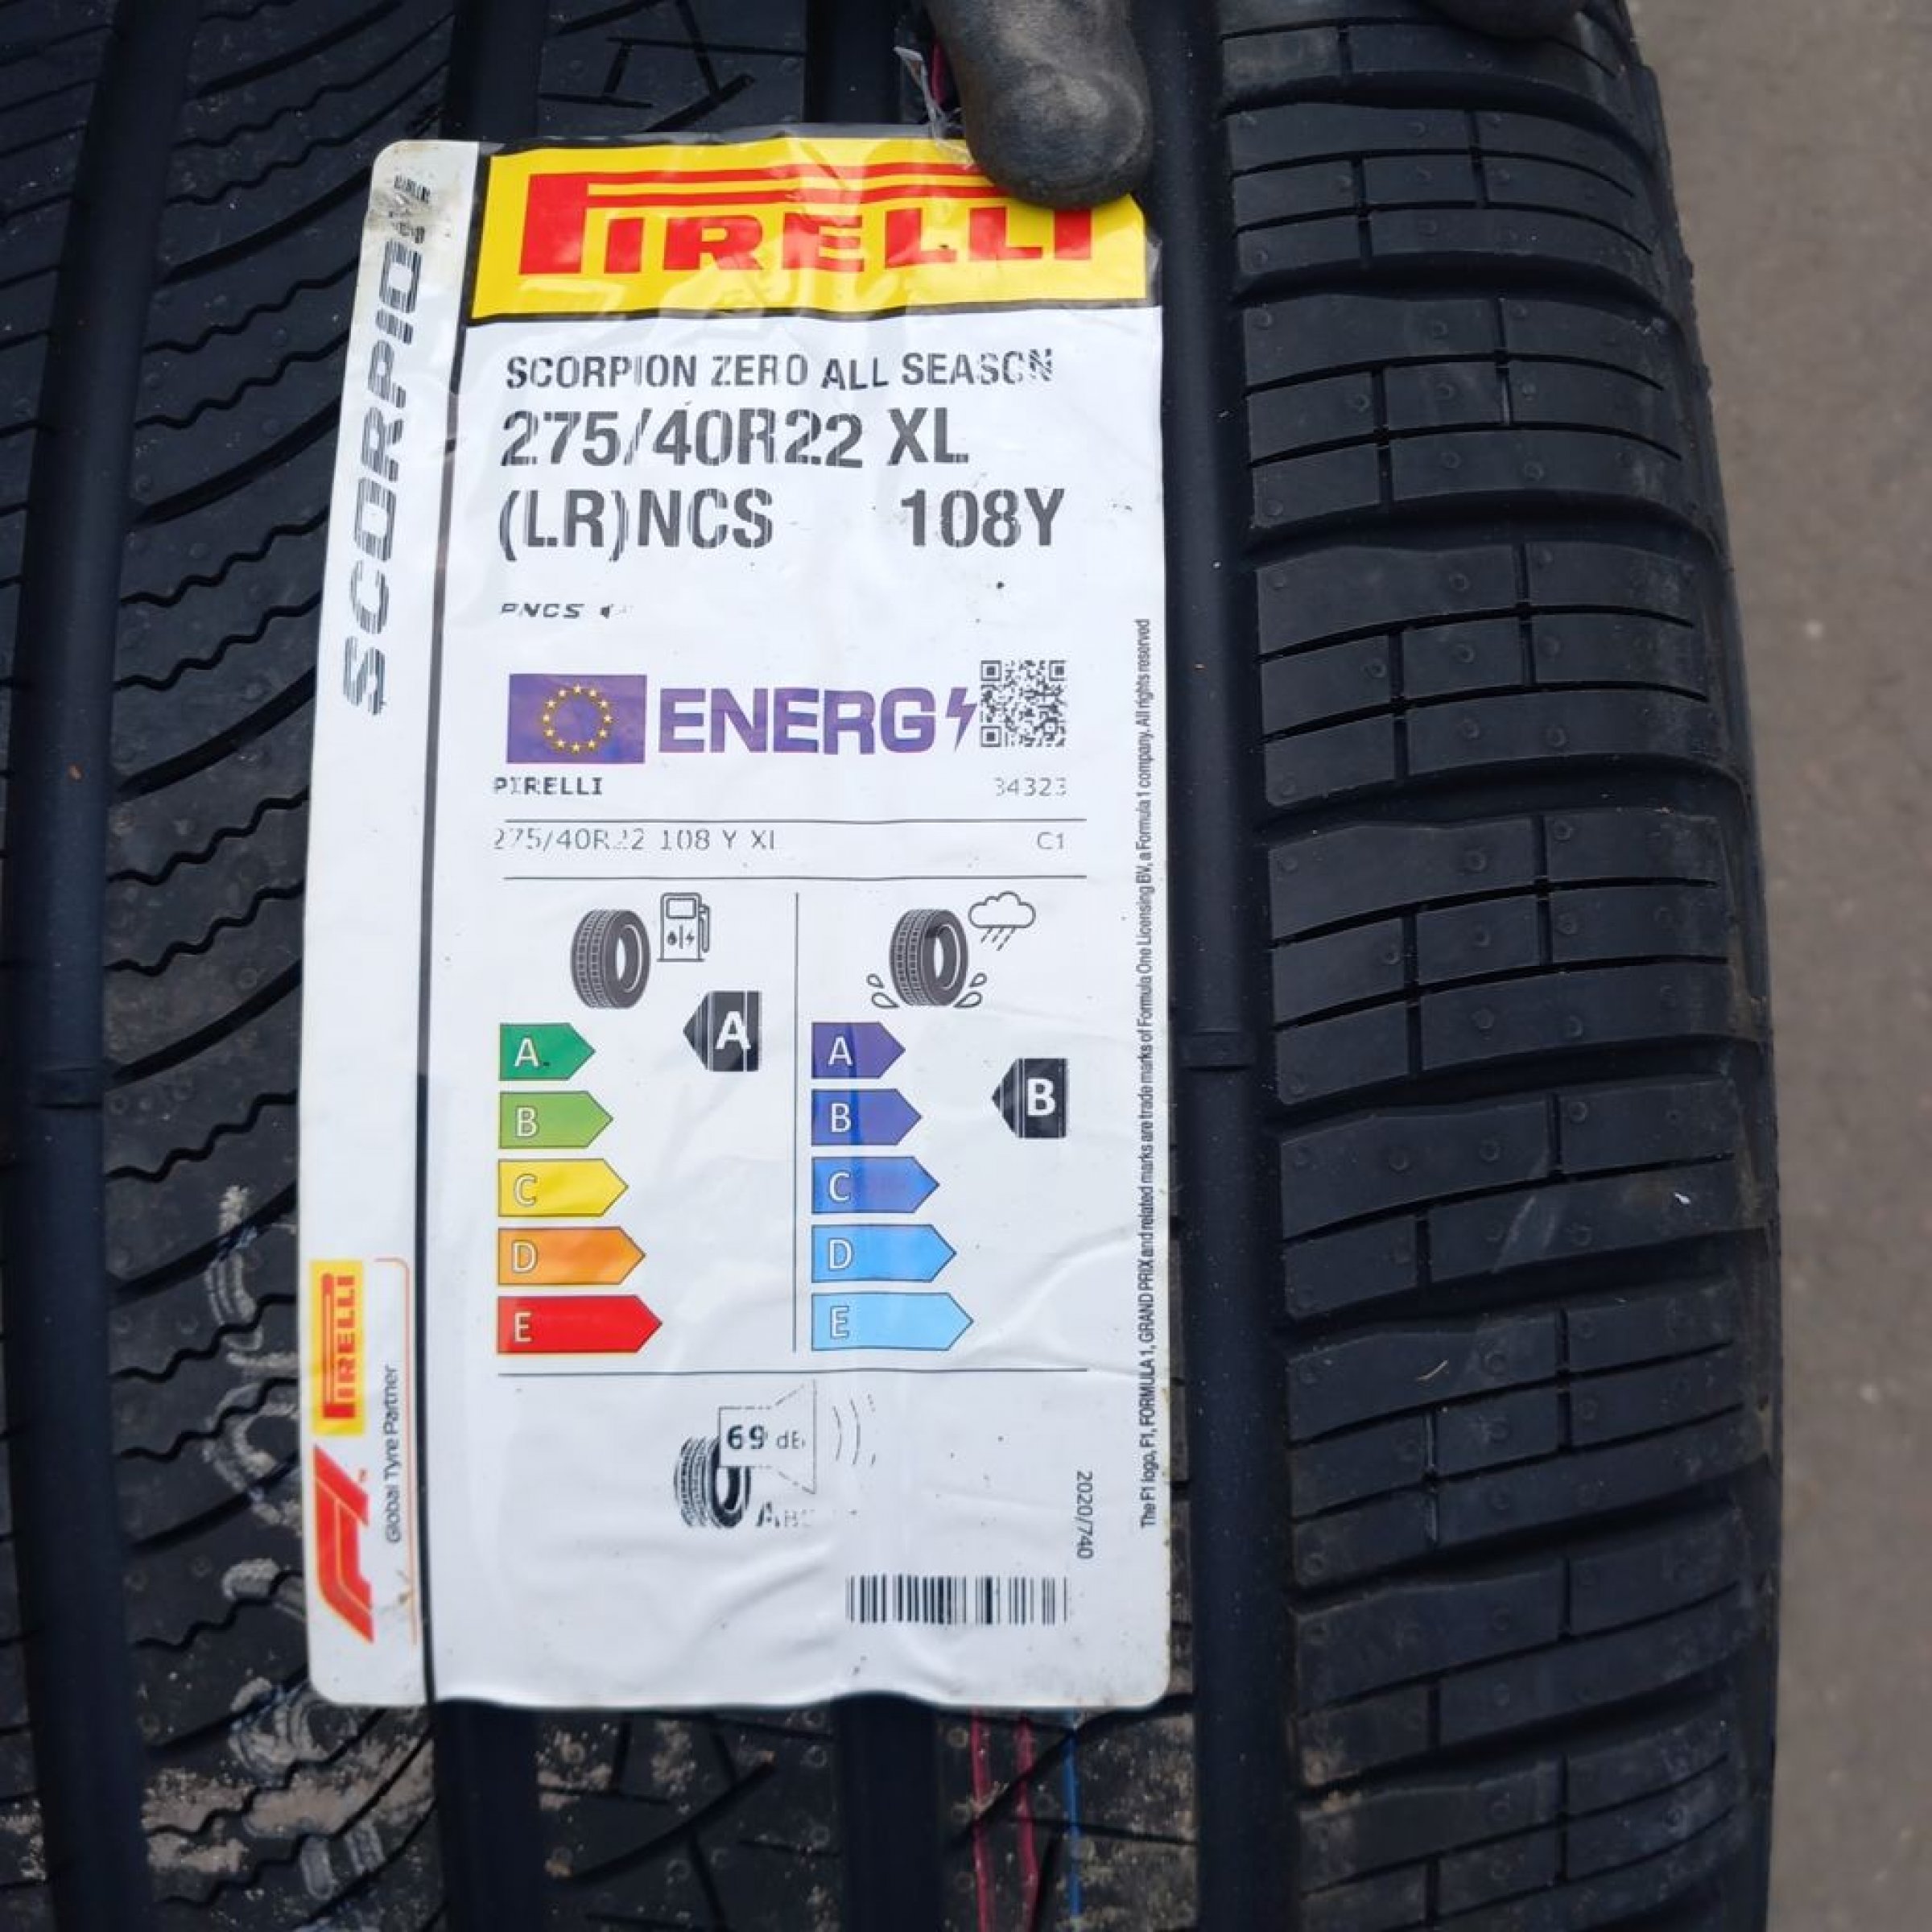 PIRELLI
SCORPION ZERO ALL SEASON
275/40R22 XL
(LR)NCS 108Y
PNCS
ENERG
PIRELLI 34323
275/40R22 108 Y XL
C1
A
A
B
C
D
E
A
B
B
C
D
E
69 dB
ABC
2020/740
SCORPION
PIRELLI
F1
Global Tyre Partner
The F1 logo, F1, FORMULA 1, GRAND PRIX and related marks are trade marks of Formula One Licensing BV, a Formula 1 company. All rights reserved